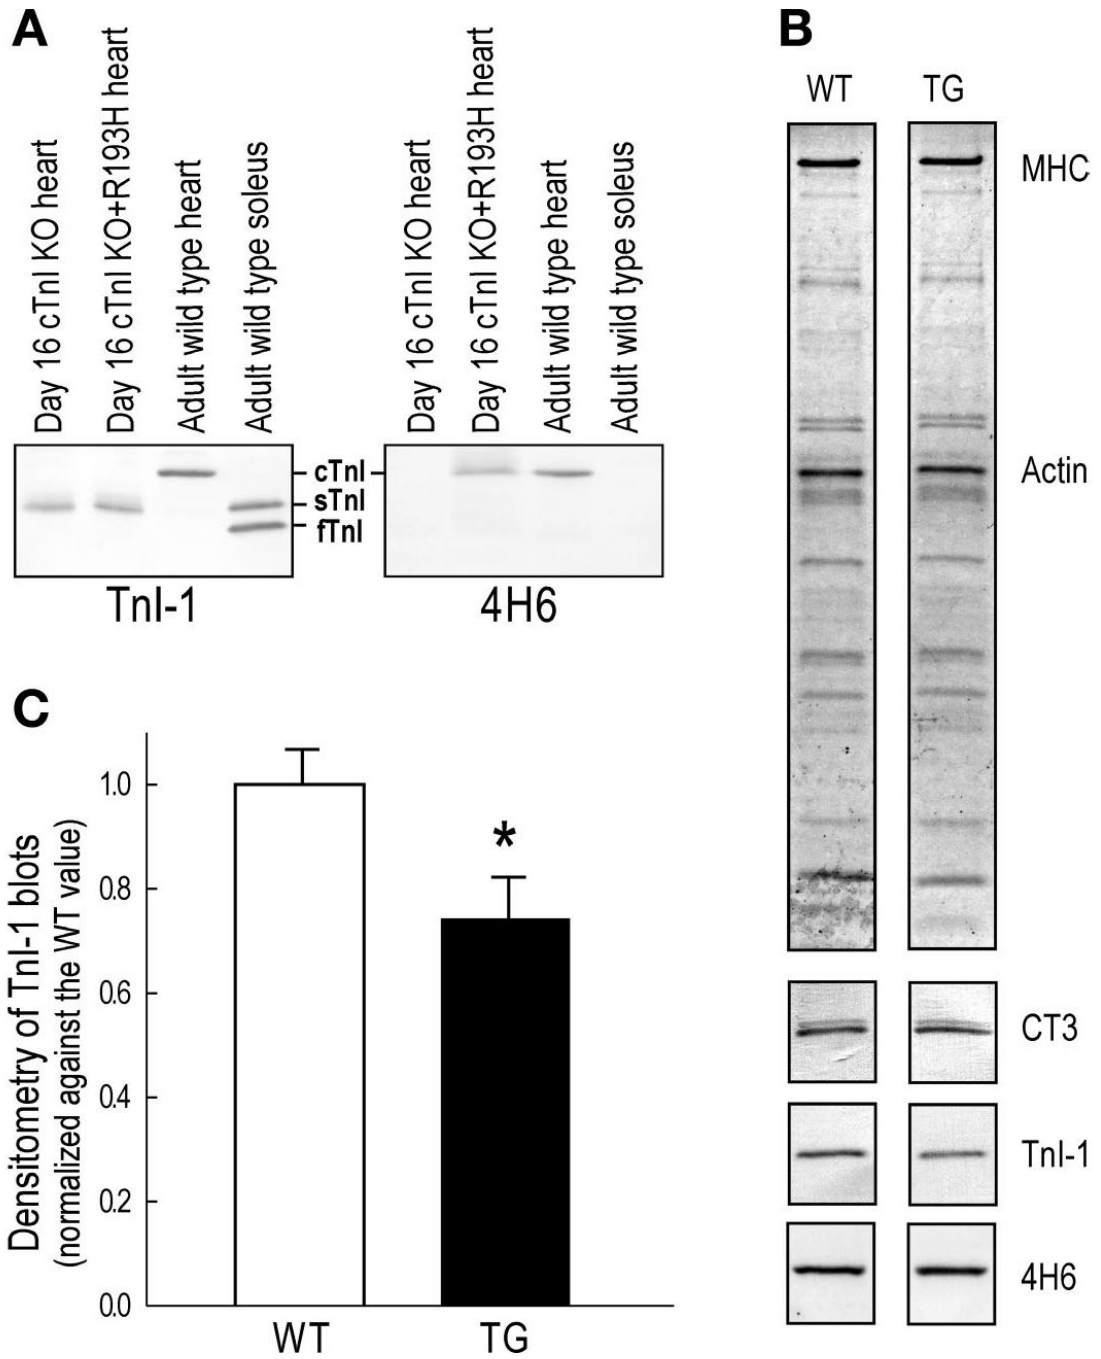 A
Day 16 cTnI KO heart
Day 16 cTnI KO+R193H heart
Adult wild type heart
Adult wild type soleus
Day 16 cTnI KO heart
Day 16 cTnI KO+R193H heart
Adult wild type heart
Adult wild type soleus
cTnI
sTnI
fTnI
TnI-1
4H6
B
WT
TG
MHC
Actin
CT3
TnI-1
4H6
C
Densitometry of TnI-1 blots
(normalized against the WT value)
1.0
0.8
0.6
0.4
0.2
0.0
*
WT
TG